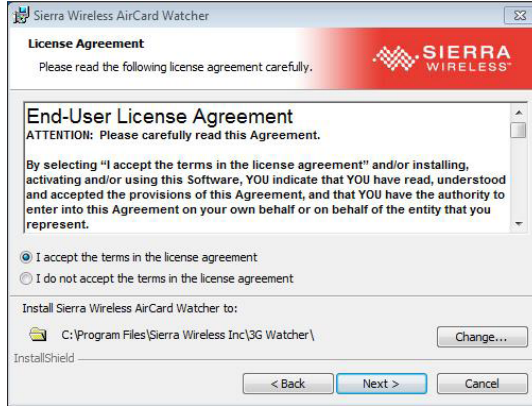 Sierra Wireless AirCard Watcher
License Agreement
Please read the following license agreement carefully.
SIERRA
WIRELESS™
End-User License Agreement
ATTENTION: Please carefully read this Agreement.
By selecting “I accept the terms in the license agreement” and/or installing,
activating and/or using this Software, YOU indicate that YOU have read, understood
and accepted the provisions of this Agreement, and that YOU have the authority to
enter into this Agreement on your own behalf or on behalf of the entity that you
represent.
I accept the terms in the license agreement
I do not accept the terms in the license agreement
Install Sierra Wireless AirCard Watcher to:
C:\Program Files\Sierra Wireless Inc\3G Watcher\
Change...
InstallShield
< Back
Next >
Cancel